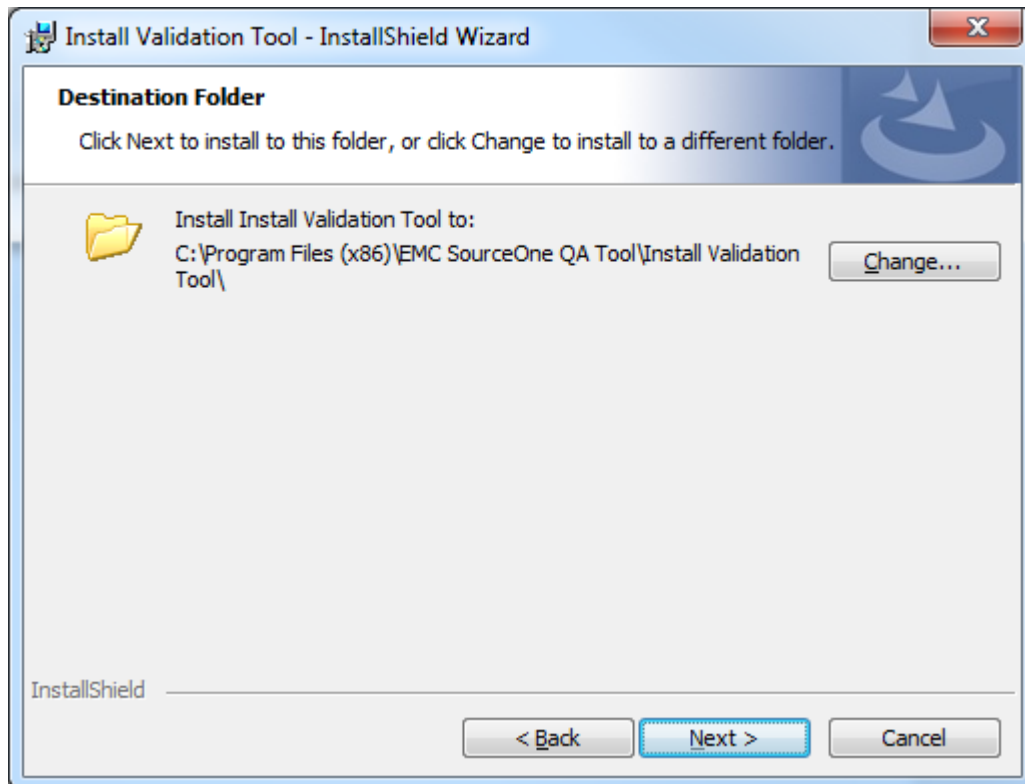 Install Validation Tool - InstallShield Wizard
Destination Folder
Click Next to install to this folder, or click Change to install to a different folder.
Install Install Validation Tool to:
C:\Program Files (x86)\EMC SourceOne QA Tool\Install Validation
Tool\
Change...
InstallShield
< Back
Next >
Cancel